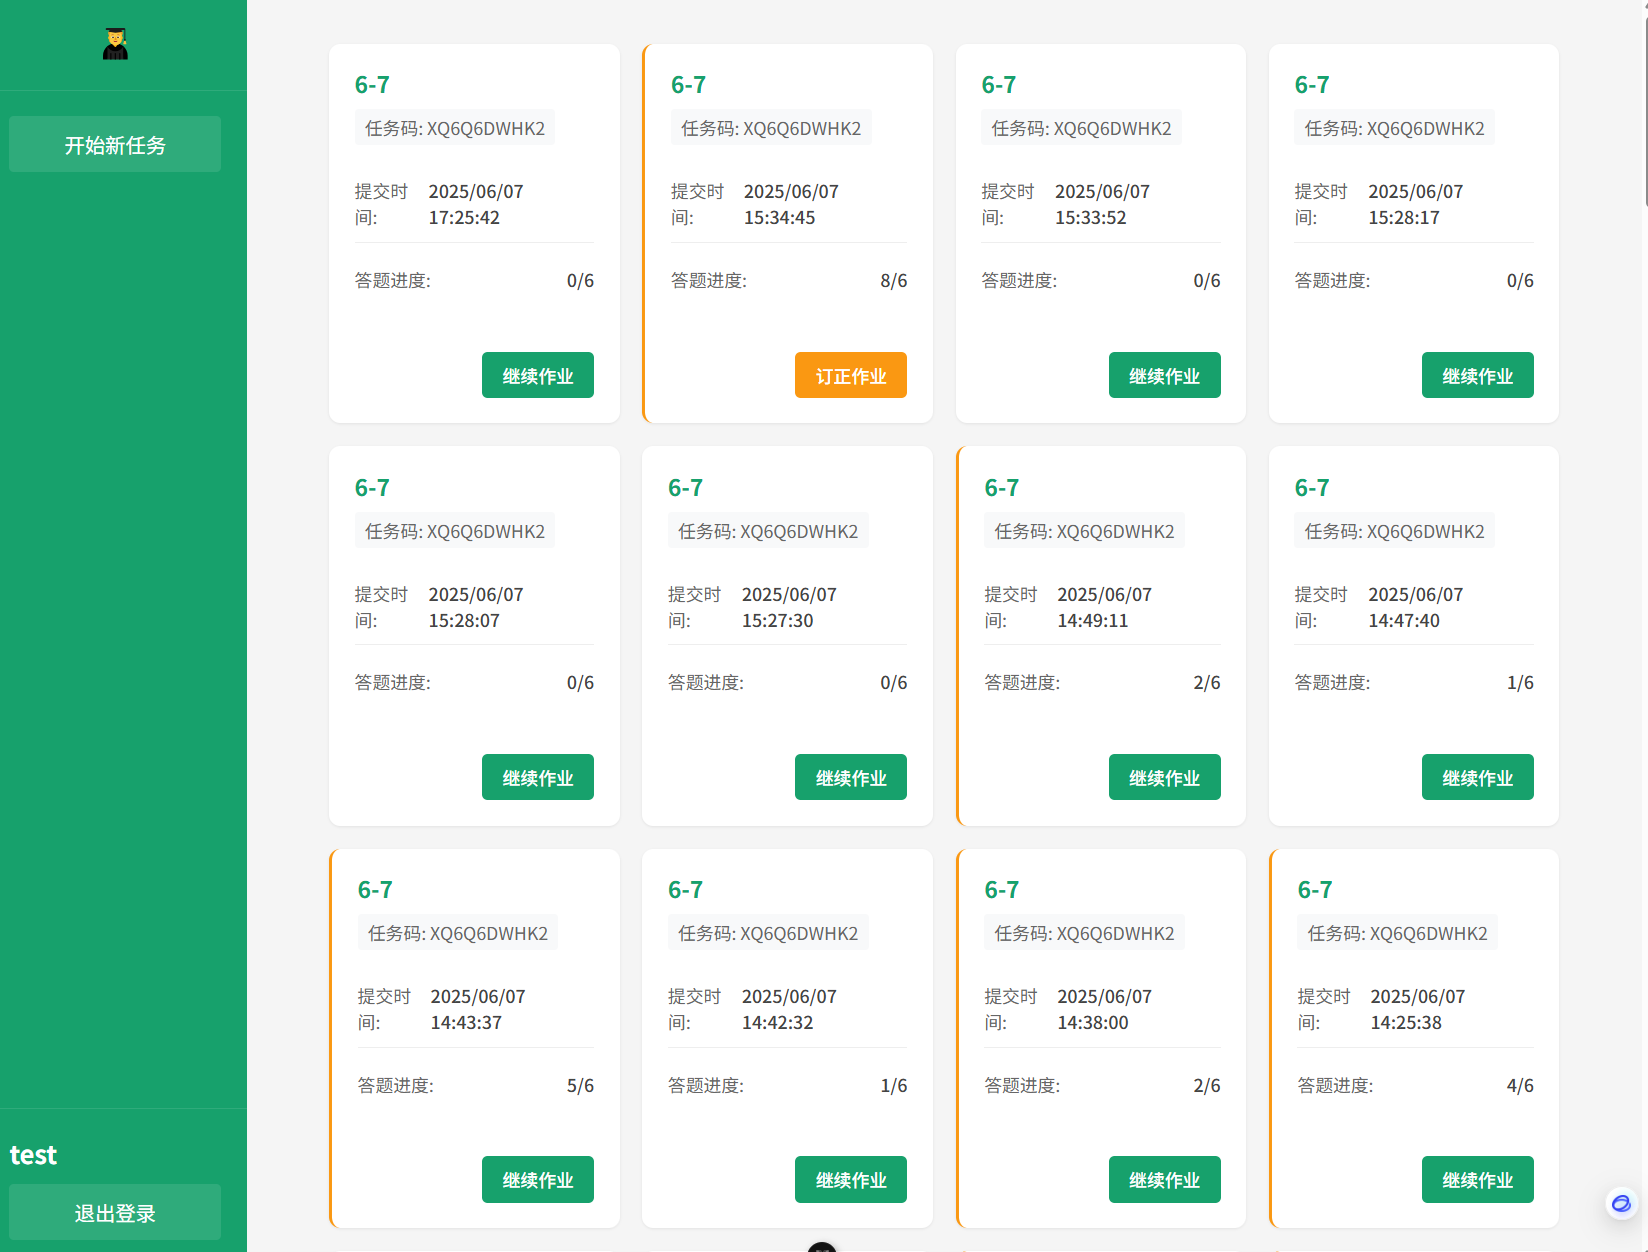 开始新任务
test
退出登录
6-7
任务码: XQ6Q6DWHK2
提交时间: 2025/06/07 17:25:42
答题进度: 0/6
继续作业
6-7
任务码: XQ6Q6DWHK2
提交时间: 2025/06/07 15:34:45
答题进度: 8/6
订正作业
6-7
任务码: XQ6Q6DWHK2
提交时间: 2025/06/07 15:33:52
答题进度: 0/6
继续作业
6-7
任务码: XQ6Q6DWHK2
提交时间: 2025/06/07 15:28:17
答题进度: 0/6
继续作业
6-7
任务码: XQ6Q6DWHK2
提交时间: 2025/06/07 15:28:07
答题进度: 0/6
继续作业
6-7
任务码: XQ6Q6DWHK2
提交时间: 2025/06/07 15:27:30
答题进度: 0/6
继续作业
6-7
任务码: XQ6Q6DWHK2
提交时间: 2025/06/07 14:49:11
答题进度: 2/6
继续作业
6-7
任务码: XQ6Q6DWHK2
提交时间: 2025/06/07 14:47:40
答题进度: 1/6
继续作业
6-7
任务码: XQ6Q6DWHK2
提交时间: 2025/06/07 14:43:37
答题进度: 5/6
继续作业
6-7
任务码: XQ6Q6DWHK2
提交时间: 2025/06/07 14:42:32
答题进度: 1/6
继续作业
6-7
任务码: XQ6Q6DWHK2
提交时间: 2025/06/07 14:38:00
答题进度: 2/6
继续作业
6-7
任务码: XQ6Q6DWHK2
提交时间: 2025/06/07 14:25:38
答题进度: 4/6
继续作业